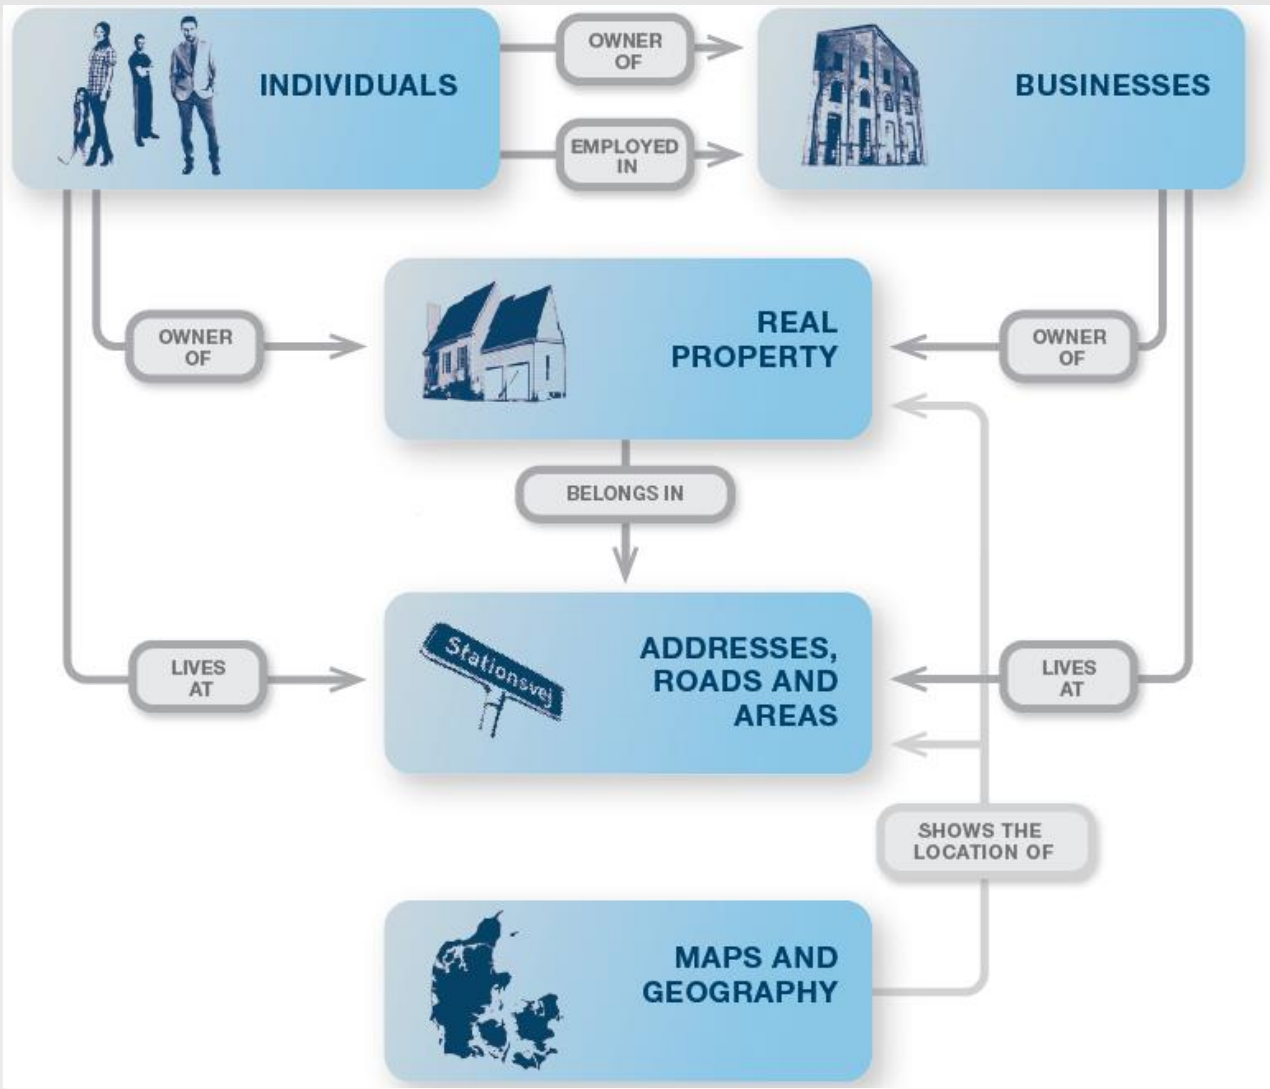 INDIVIDUALS
OWNER
OF
EMPLOYED
IN
BUSINESSES
OWNER
OF
REAL
PROPERTY
OWNER
OF
BELONGS IN
LIVES
AT
Stationsvej
ADDRESSES,
ROADS AND
AREAS
LIVES
AT
SHOWS THE
LOCATION OF
MAPS AND
GEOGRAPHY